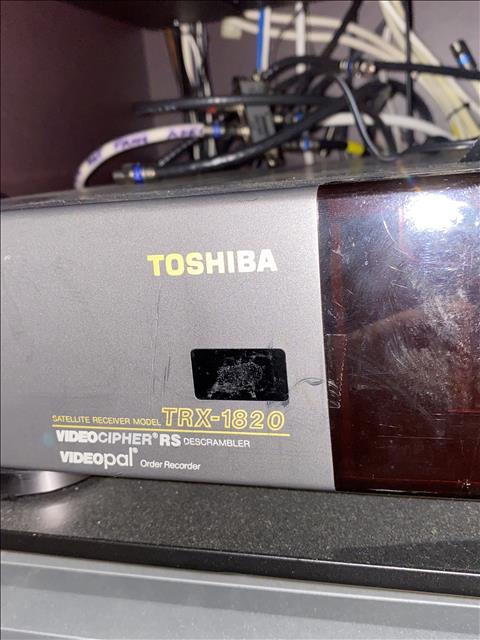 TOSHIBA
SATELLITE RECEIVER MODEL TRX-1820
VIDEOCIPHER® RS DESCRAMBLER
VIDEOpal® Order Recorder